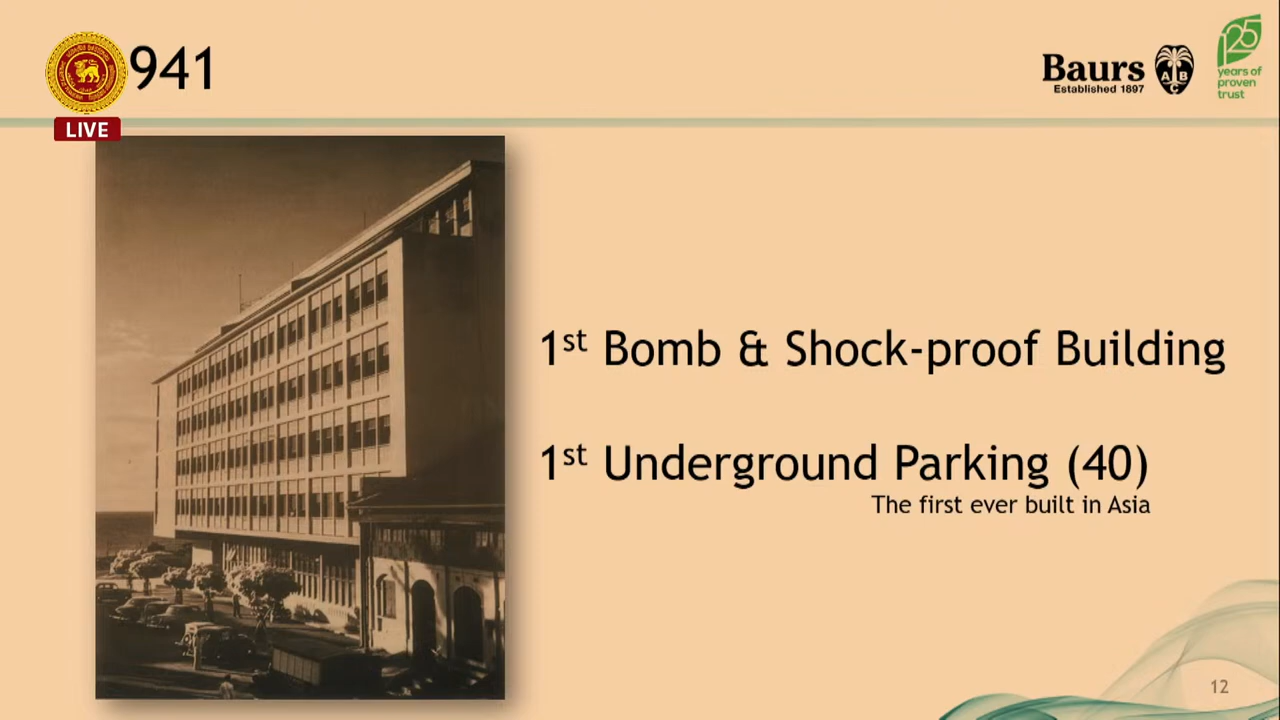 941
LIVE
Baurs
Established 1897
A B C
125
years of
proven
trust
1st Bomb & Shock-proof Building
1st Underground Parking (40)
The first ever built in Asia
12